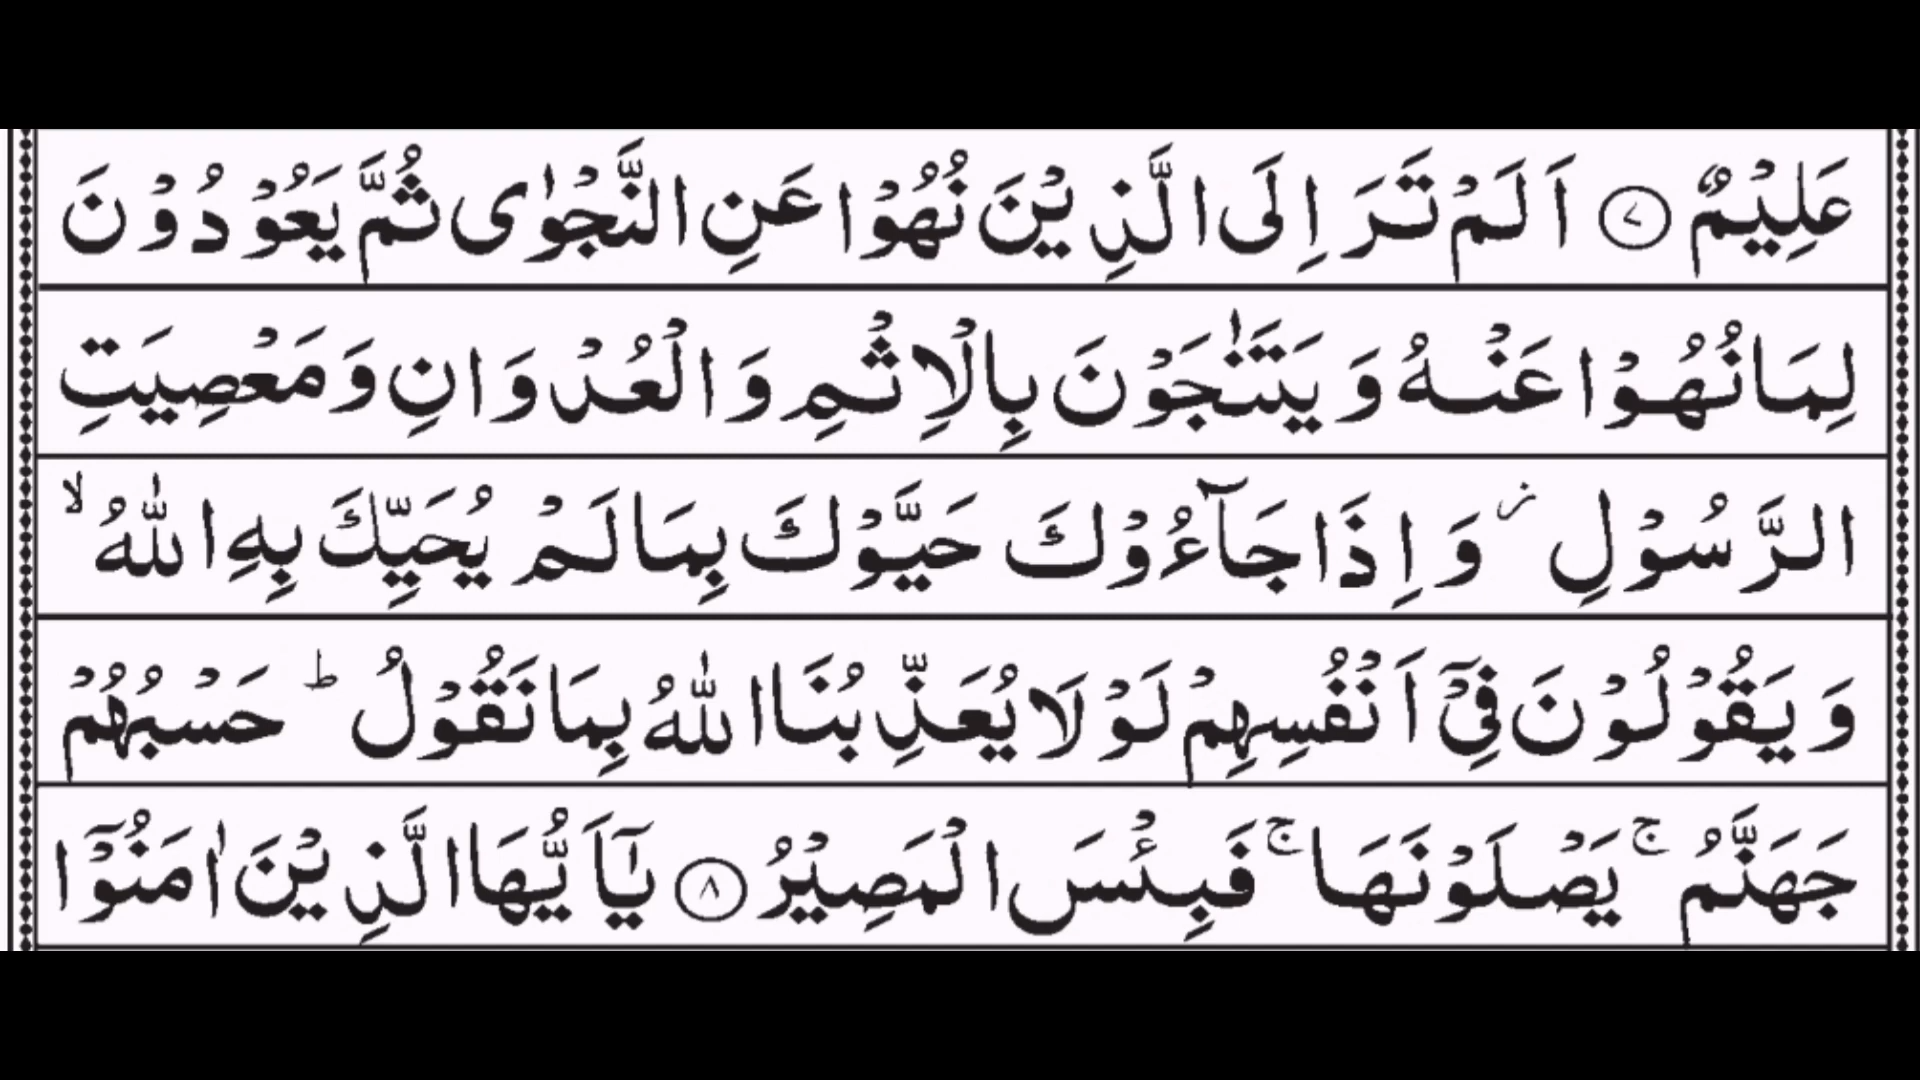 عَلِيْمٌ ﴿٧﴾ اَلَمْ تَرَ اِلَى الَّذِيْنَ نُهُوْا عَنِ النَّجْوٰى ثُمَّ يَعُوْدُوْنَ
لِمَا نُهُوْا عَنْهُ وَ يَتَنٰجَوْنَ بِالْاِثْمِ وَ الْعُدْوَانِ وَ مَعْصِيَتِ
الرَّسُوْلِ ز وَ اِذَا جَآءُوْكَ حَيَّوْكَ بِمَا لَمْ يُحَيِّكَ بِهِ اللّٰهُ ۙ
وَ يَقُوْلُوْنَ فِيْۤ اَنْفُسِهِمْ لَوْ لَا يُعَذِّبُنَا اللّٰهُ بِمَا نَقُوْلُ ؕ حَسْبُهُمْ
جَهَنَّمُ ۚ يَصْلَوْنَهَا ۚ فَبِئْسَ الْمَصِيْرُ ﴿٨﴾ يٰۤاَيُّهَا الَّذِيْنَ اٰمَنُوْۤا